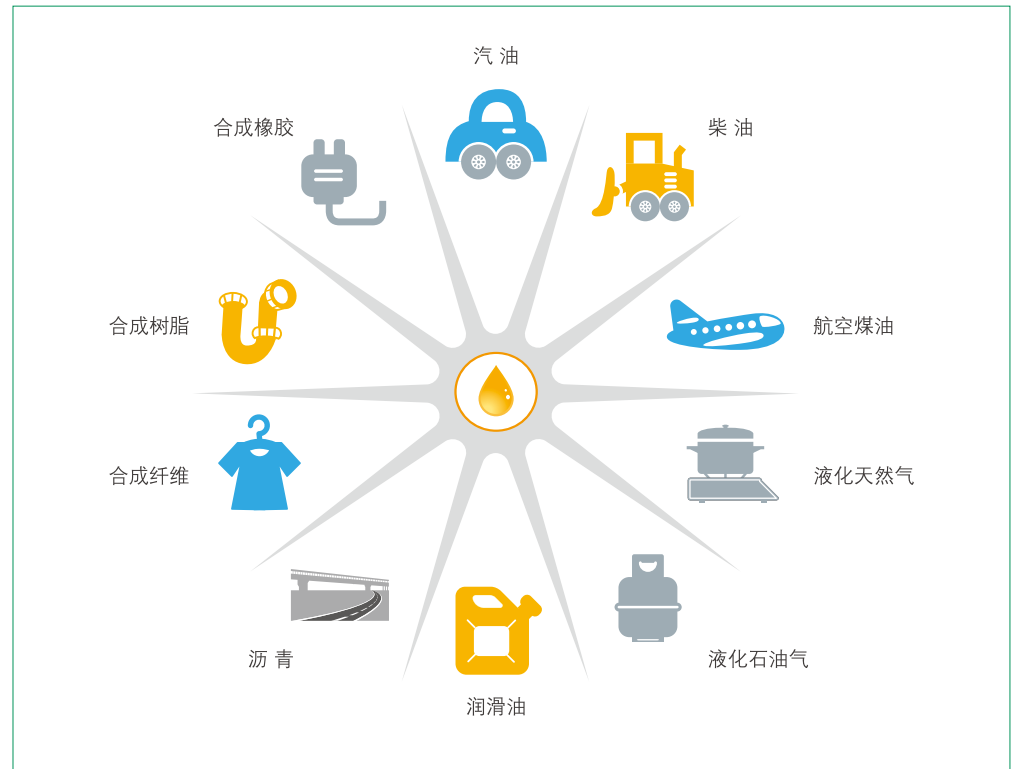 汽 油
合成橡胶
柴 油
合成树脂
航空煤油
合成纤维
液化天然气
沥 青
液化石油气
润滑油